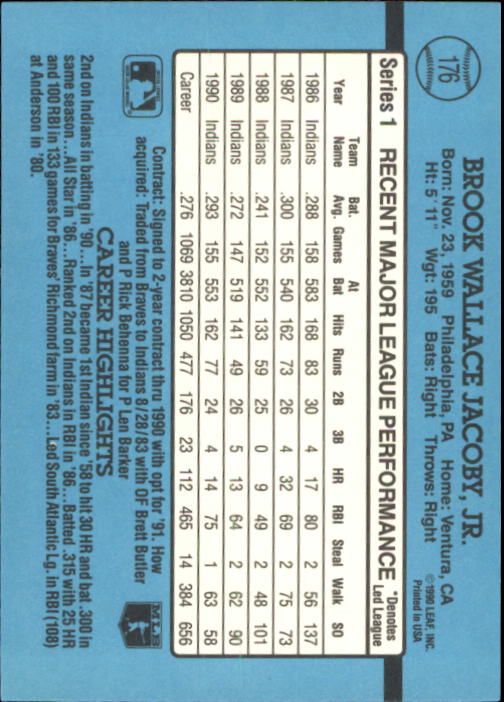 176
BROOK WALLACE JACOBY, JR.
Born: Nov. 23, 1959 Philadelphia, PA Home: Ventura, CA
Ht: 5'11" Wgt: 195 Bats: Right Throws: Right
©1990 LEAF, INC.
Printed in USA
Series 1 RECENT MAJOR LEAGUE PERFORMANCE *Denotes Led League
Year Team Name Bat. Avg. Games At Bat Hits Runs 2B 3B HR RBI Steal Walk SO
1986 Indians .288 158 583 168 83 30 4 17 80 2 56 137
1987 Indians .300 155 540 162 73 26 4 32 69 2 75 73
1988 Indians .241 152 552 133 59 25 0 9 49 2 48 101
1989 Indians .272 147 519 141 49 26 5 13 64 2 62 90
1990 Indians .293 155 553 162 77 24 4 14 75 1 63 58
Career .276 1069 3810 1050 477 176 23 112 465 14 384 656
Contract: Signed to 2-year contract thru 1990 with opt for '91. How
acquired: Traded from Braves to Indians 8/28/83 with OF Brett Butler
and P Rick Behenna for P Len Barker
CAREER HIGHLIGHTS
2nd on Indians in batting in '90...In '87 became 1st Indian since '58 to hit 30 HR and bat .300 in
same season...All Star in '86...Ranked 2nd on Indians in RBI in '86...Batted .315 with 25 HR
and 100 RBI in 133 games for Braves' Richmond farm in '83...Led South Atlantic Lg. in RBI (108)
at Anderson in '80.